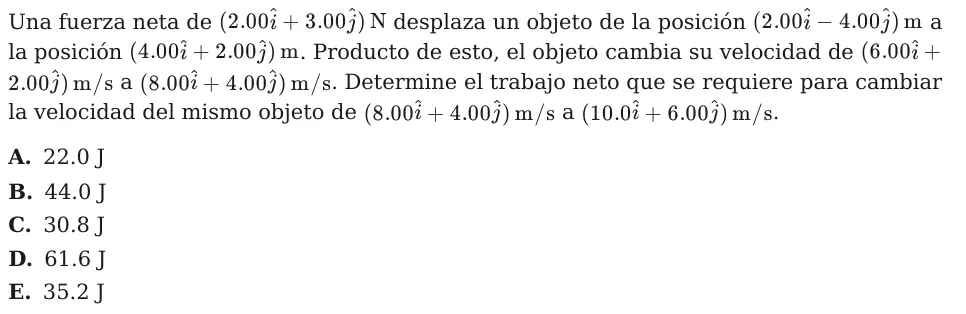 Una fuerza neta de (2.00î + 3.00ĵ) N desplaza un objeto de la posición (2.00î − 4.00ĵ) m a
la posición (4.00î + 2.00ĵ) m. Producto de esto, el objeto cambia su velocidad de (6.00î +
2.00ĵ) m/s a (8.00î + 4.00ĵ) m/s. Determine el trabajo neto que se requiere para cambiar
la velocidad del mismo objeto de (8.00î + 4.00ĵ) m/s a (10.0î + 6.00ĵ) m/s.
A. 22.0 J
B. 44.0 J
C. 30.8 J
D. 61.6 J
E. 35.2 J